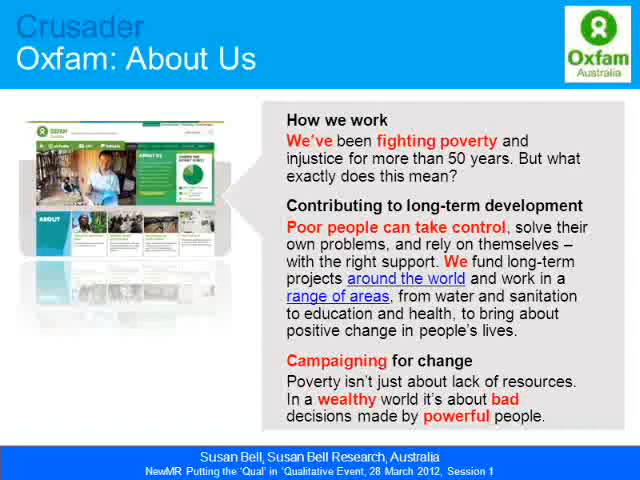 Crusader
Oxfam: About Us
Oxfam
Australia
OXFAM
ABOUT US
ABOUT
How we work
We've been fighting poverty and
injustice for more than 50 years. But what
exactly does this mean?
Contributing to long-term development
Poor people can take control, solve their
own problems, and rely on themselves –
with the right support. We fund long-term
projects around the world and work in a
range of areas, from water and sanitation
to education and health, to bring about
positive change in people's lives.
Campaigning for change
Poverty isn't just about lack of resources.
In a wealthy world it's about bad
decisions made by powerful people.
Susan Bell, Susan Bell Research, Australia
NewMR Putting the 'Qual' in 'Qualitative Event, 28 March 2012, Session 1